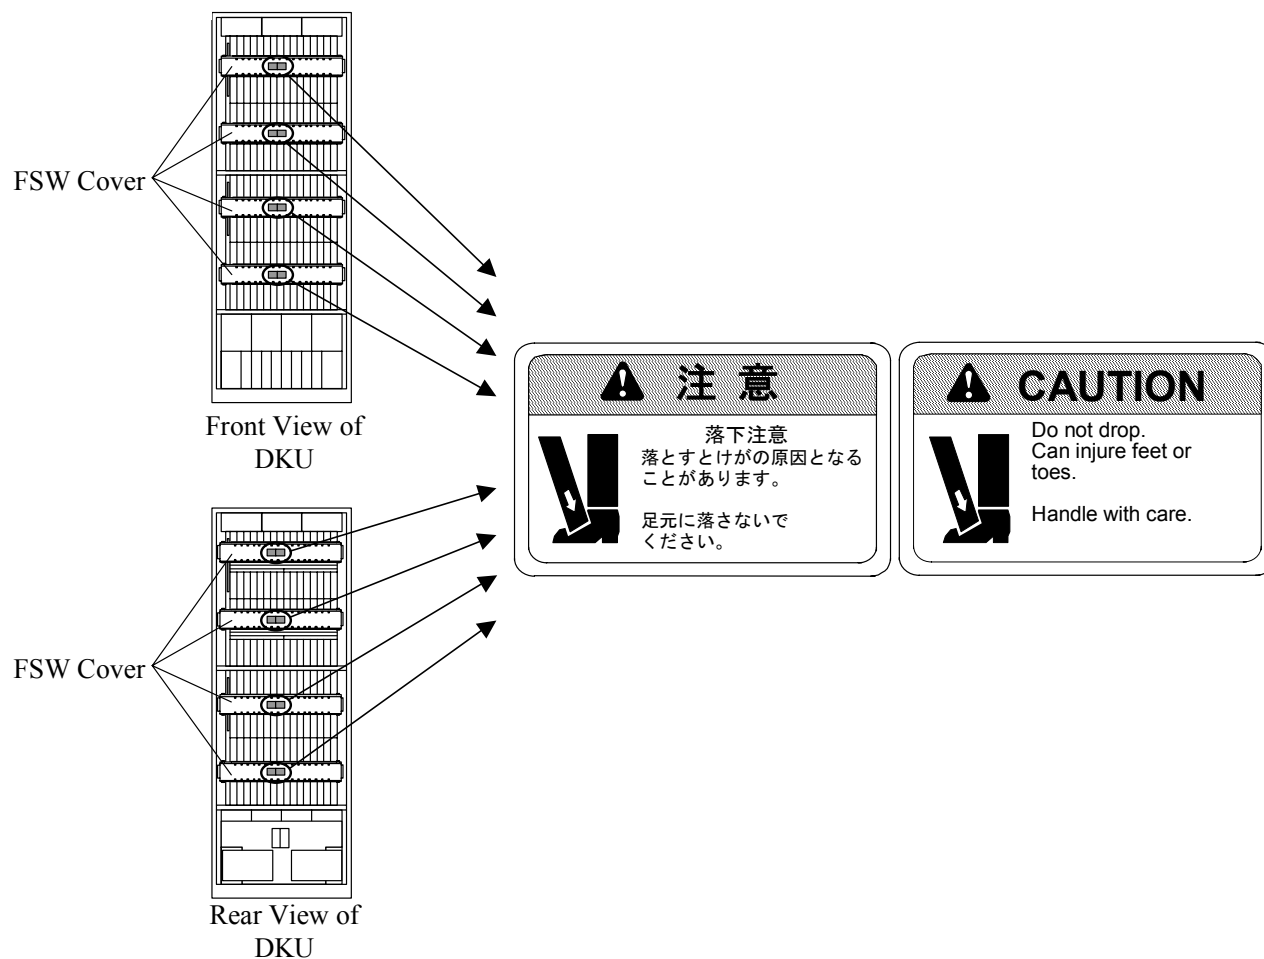 FSW Cover
Front View of
DKU
注 意
落下注意
落とすとけがの原因となる
ことがあります。
足元に落さないで
ください。
CAUTION
Do not drop.
Can injure feet or
toes.
Handle with care.
FSW Cover
Rear View of
DKU